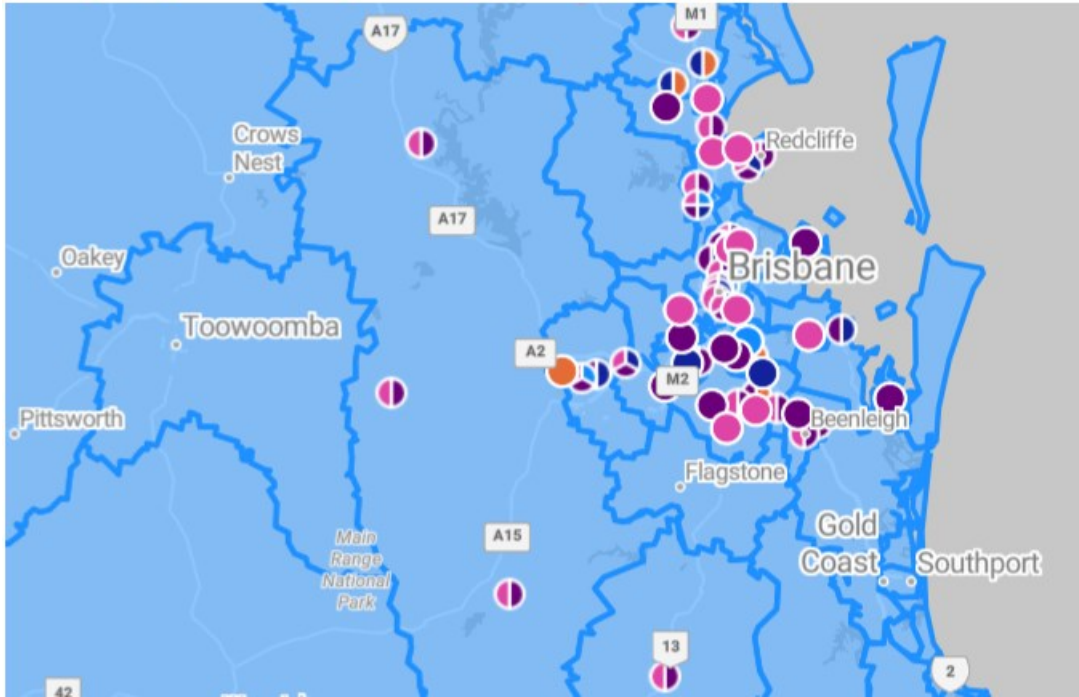 M1
A17
Crows
Nest
Redcliffe
A17
Oakey
Brisbane
Toowoomba
A2
M2
Pittsworth
Beenleigh
Flagstone
Main
Range
National
Park
A15
Gold
Coast
Southport
13
2
42